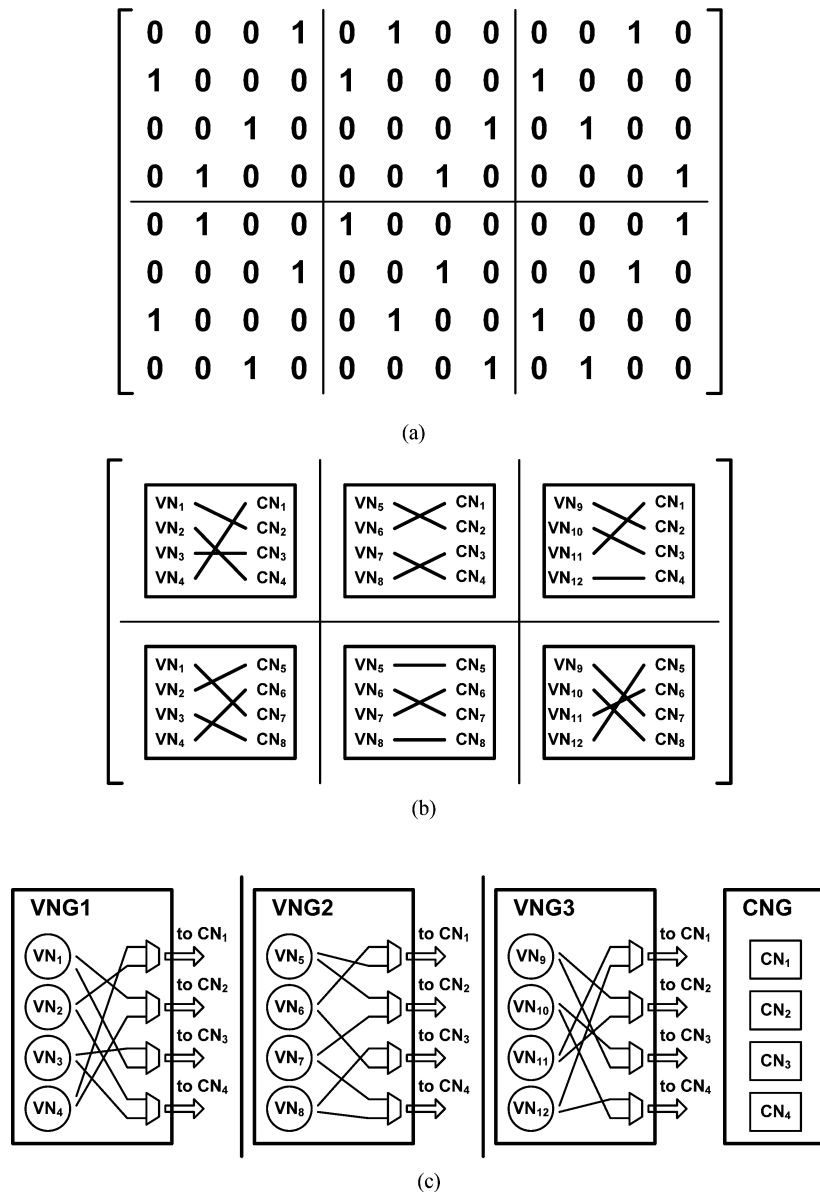 0 0 0 1 0 1 0 0 0 0 1 0
1 0 0 0 1 0 0 0 1 0 0 0
0 0 1 0 0 0 0 1 0 1 0 0
0 1 0 0 0 0 1 0 0 0 0 1
0 1 0 0 1 0 0 0 0 0 0 1
0 0 0 1 0 0 1 0 0 0 1 0
1 0 0 0 0 1 0 0 1 0 0 0
0 0 1 0 0 0 0 1 0 1 0 0
(a)
VN1 CN1 VN5 CN1 VN9 CN1
VN2 CN2 VN6 CN2 VN10 CN2
VN3 CN3 VN7 CN3 VN11 CN3
VN4 CN4 VN8 CN4 VN12 CN4
VN1 CN5 VN5 CN5 VN9 CN5
VN2 CN6 VN6 CN6 VN10 CN6
VN3 CN7 VN7 CN7 VN11 CN7
VN4 CN8 VN8 CN8 VN12 CN8
(b)
VNG1 VNG2 VNG3 CNG
to CN1 to CN1 to CN1
VN1 VN5 VN9 CN1
to CN2 to CN2 to CN2
VN2 VN6 VN10 CN2
to CN3 to CN3 to CN3
VN3 VN7 VN11 CN3
to CN4 to CN4 to CN4
VN4 VN8 VN12 CN4
(c)